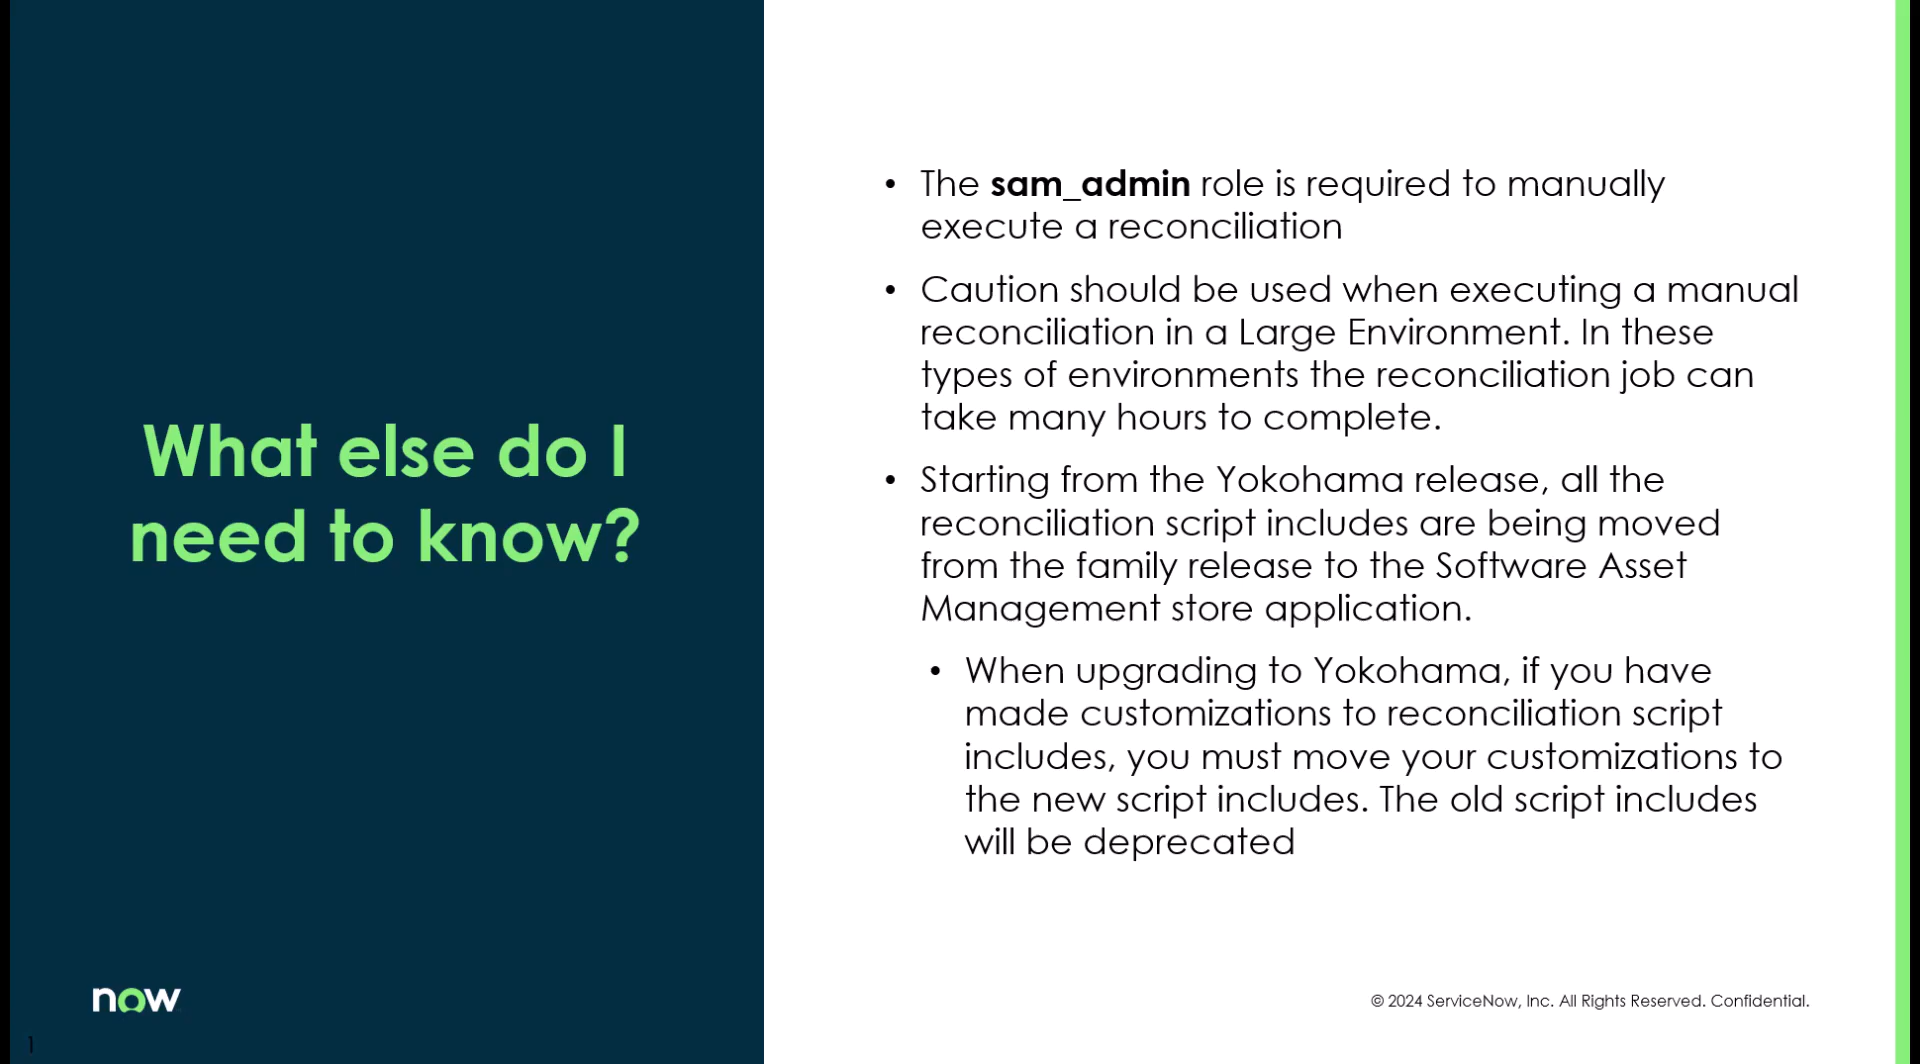 What else do I
need to know?
• The sam_admin role is required to manually
execute a reconciliation
• Caution should be used when executing a manual
reconciliation in a Large Environment. In these
types of environments the reconciliation job can
take many hours to complete.
• Starting from the Yokohama release, all the
reconciliation script includes are being moved
from the family release to the Software Asset
Management store application.
• When upgrading to Yokohama, if you have
made customizations to reconciliation script
includes, you must move your customizations to
the new script includes. The old script includes
will be deprecated
now
© 2024 ServiceNow, Inc. All Rights Reserved. Confidential.
1